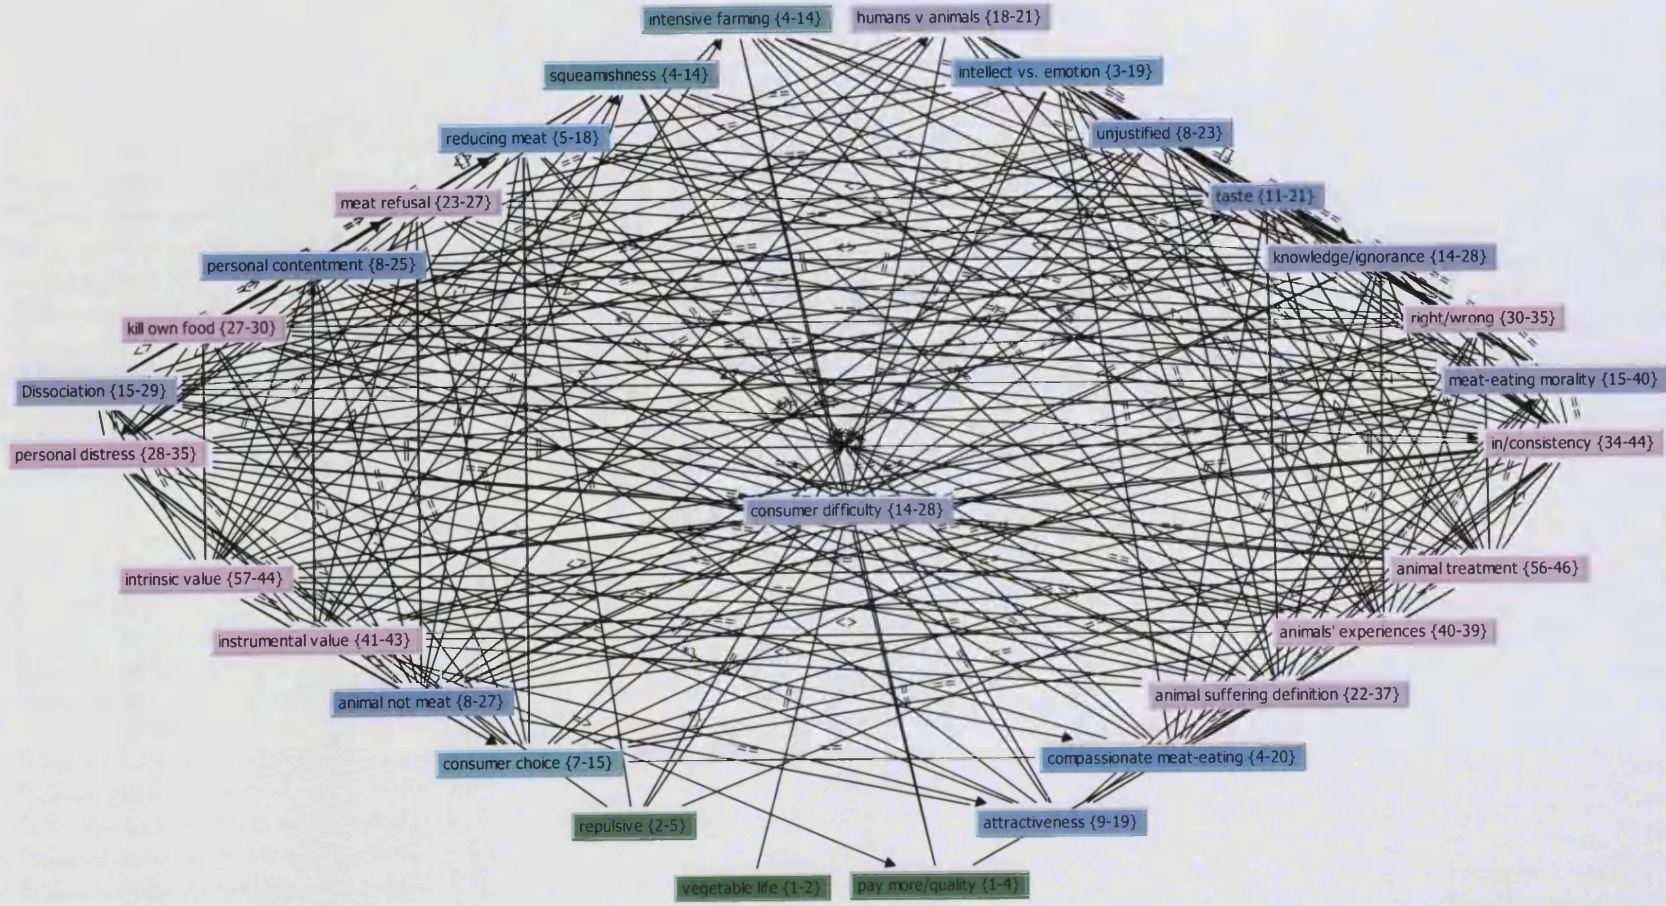 intensive farming {4-14}
humans v animals {18-21}
squeamishness {4-14}
intellect vs. emotion {3-19}
reducing meat {5-18}
unjustified {8-23}
meat refusal {23-27}
taste {11-21}
personal contentment {8-25}
knowledge/ignorance {14-28}
kill own food {27-30}
right/wrong {30-35}
Dissociation {15-29}
meat-eating morality {15-40}
personal distress {28-35}
in/consistency {34-44}
consumer difficulty {14-28}
intrinsic value {57-44}
animal treatment {56-46}
instrumental value {41-43}
animals' experiences {40-39}
animal not meat {8-27}
animal suffering definition {22-37}
consumer choice {7-15}
compassionate meat-eating {4-20}
repulsive {2-5}
attractiveness {9-19}
vegetable life {1-2}
pay more/quality {1-4}